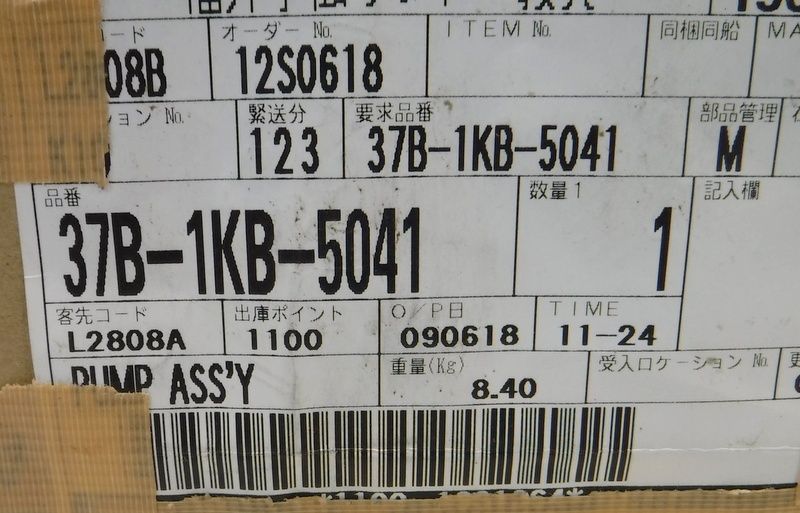 オーダー No. ITEM No. 同梱同船 MA
08B 12S0618
ション No. 緊送分 要求品番 部品管理
123 37B-1KB-5041 M
品番 数量1 記入欄
37B-1KB-5041 1
客先コード 出庫ポイント O/P日 TIME
L2808A 1100 090618 11-24
PUMP ASS'Y 重量(Kg) 8.40 受入ロケーション No.